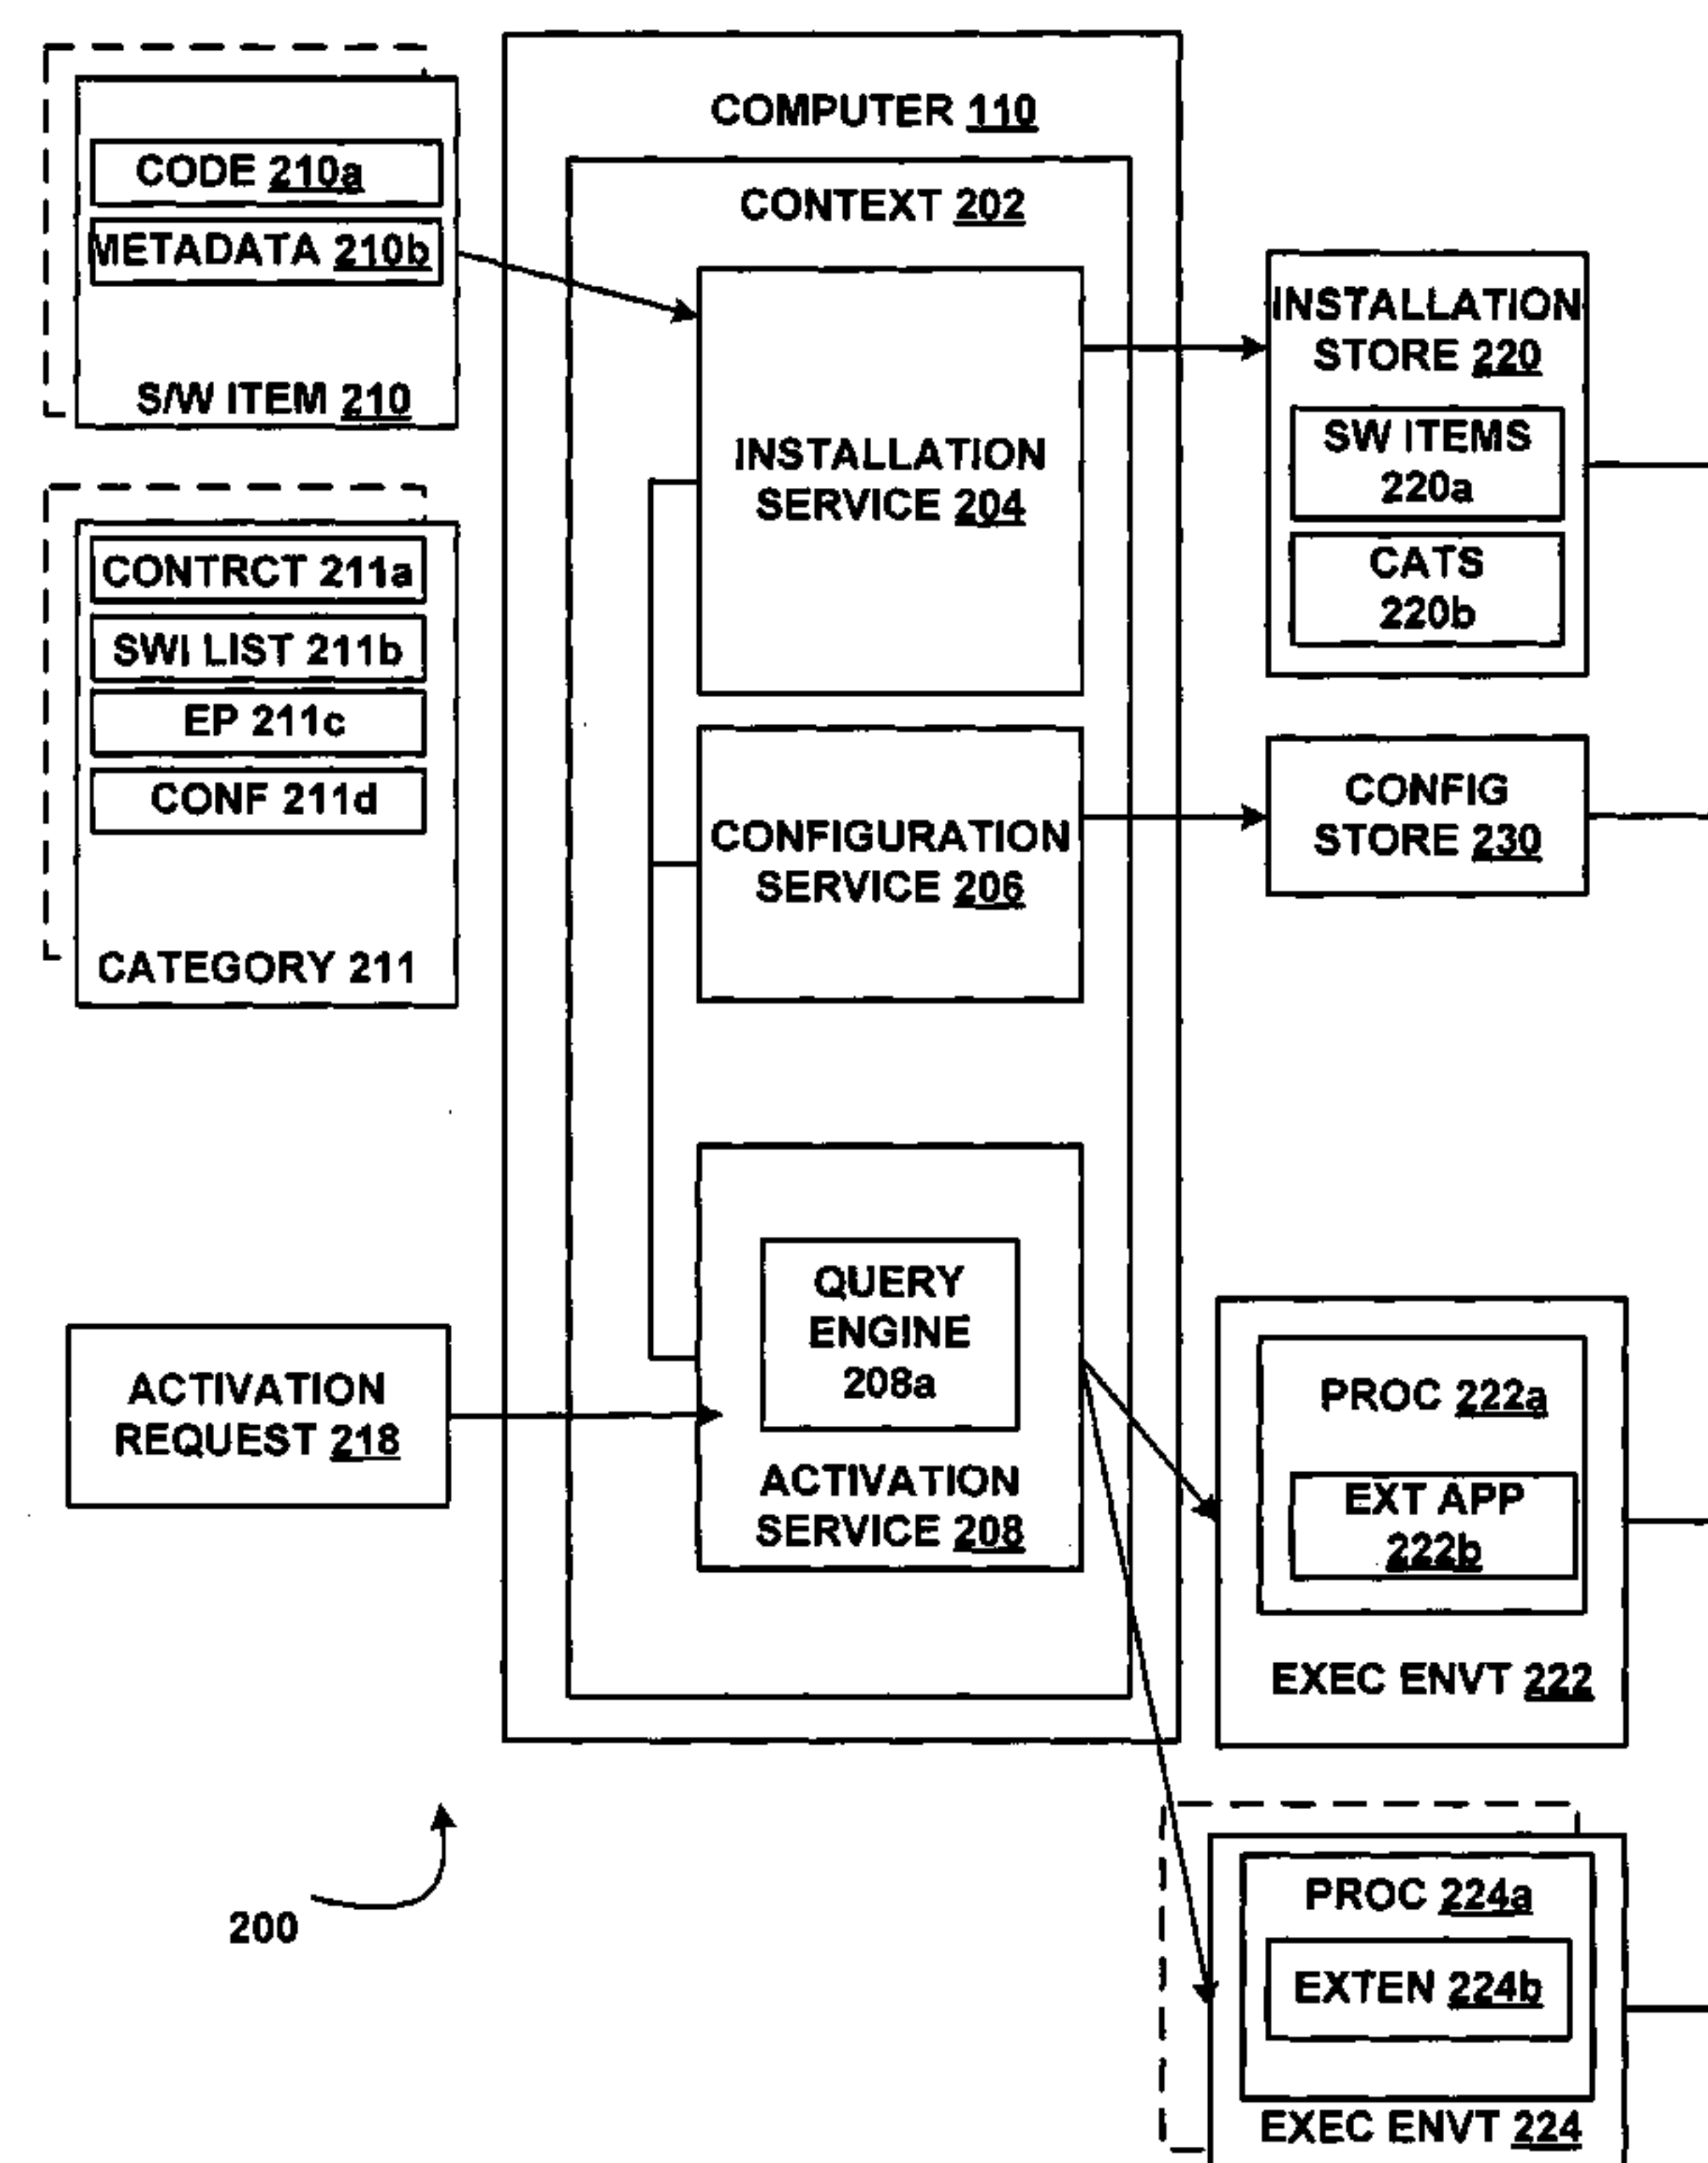 COMPUTER 110
CONTEXT 202
CODE 210a
METADATA 210b
S/W ITEM 210
CONTRCT 211a
SWI LIST 211b
EP 211c
CONF 211d
CATEGORY 211
INSTALLATION
SERVICE 204
CONFIGURATION
SERVICE 206
QUERY
ENGINE
208a
ACTIVATION
SERVICE 208
ACTIVATION
REQUEST 218
INSTALLATION
STORE 220
SW ITEMS
220a
CATS
220b
CONFIG
STORE 230
PROC 222a
EXT APP
222b
EXEC ENVT 222
PROC 224a
EXTEN 224b
EXEC ENVT 224
200